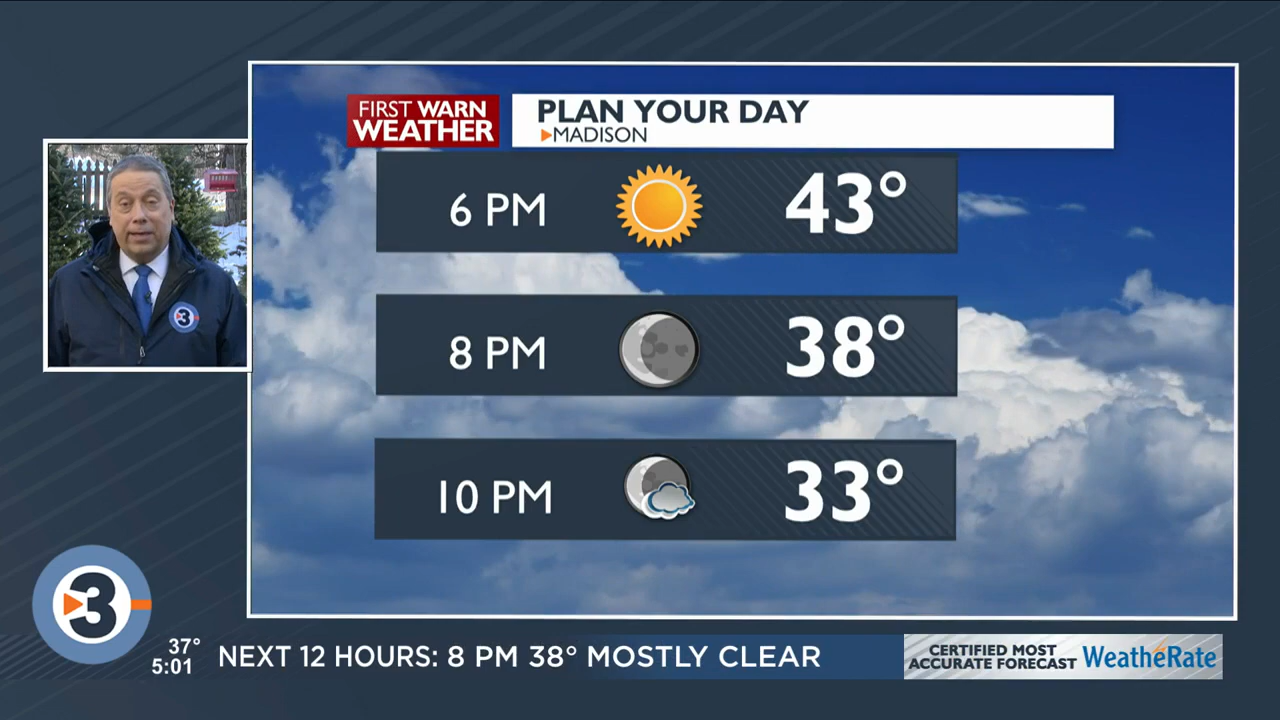 FIRST WARN
WEATHER
PLAN YOUR DAY
MADISON
6 PM 43°
8 PM 38°
10 PM 33°
3
3
37°
5:01
NEXT 12 HOURS: 8 PM 38° MOSTLY CLEAR
CERTIFIED MOST
ACCURATE FORECAST
WeatheRate